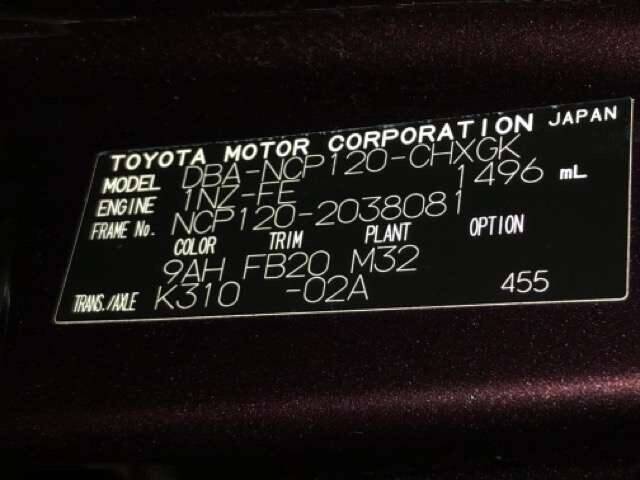 TOYOTA MOTOR CORPORATION JAPAN
MODEL DBA-NCP120-CHXGK
ENGINE 1NZ-FE 1496 mL
FRAME No. NCP120-2038081
COLOR TRIM PLANT OPTION
9AH FB20 M32
TRANS./AXLE K310 -02A 455